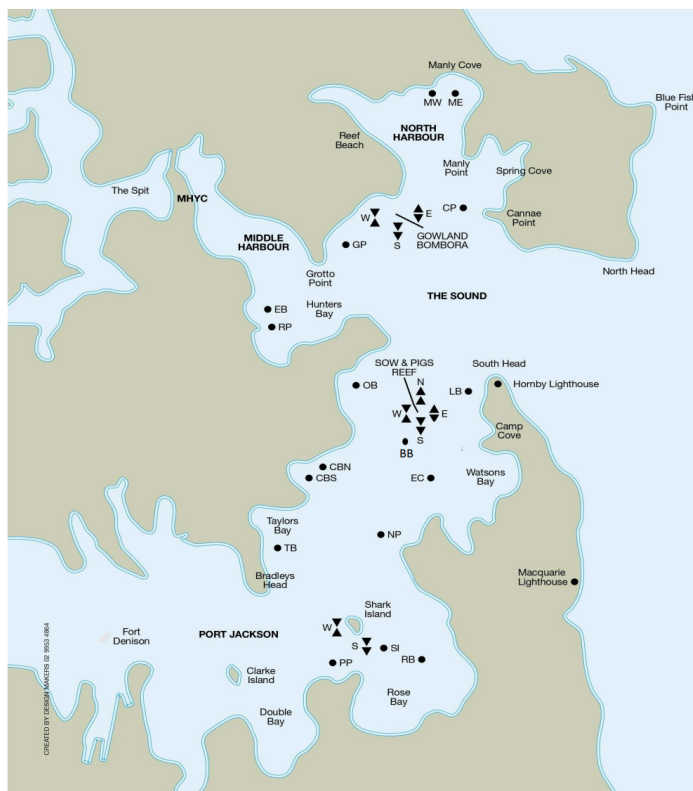 Manly Cove
Blue Fish
Point
MW
ME
NORTH
HARBOUR
Reef
Beach
Manly
Point
Spring Cove
The Spit
MHYC
CP
W
E
S
Cannae
Point
GOWLAND
BOMBORA
MIDDLE
HARBOUR
GP
North Head
Grotto
Point
THE SOUND
Hunters
Bay
EB
RP
SOW & PIGS
REEF
South Head
N
OB
LB
Hornby Lighthouse
W
E
S
Camp
Cove
BB
CBN
CBS
EC
Watsons
Bay
Taylors
Bay
NP
TB
Bradleys
Head
Macquarie
Lighthouse
Shark
Island
W
Fort
Denison
PORT JACKSON
S
SI
RB
PP
Clarke
Island
Rose
Bay
Double
Bay
CREATED BY DESIGN MAKERS 02 9953 4864